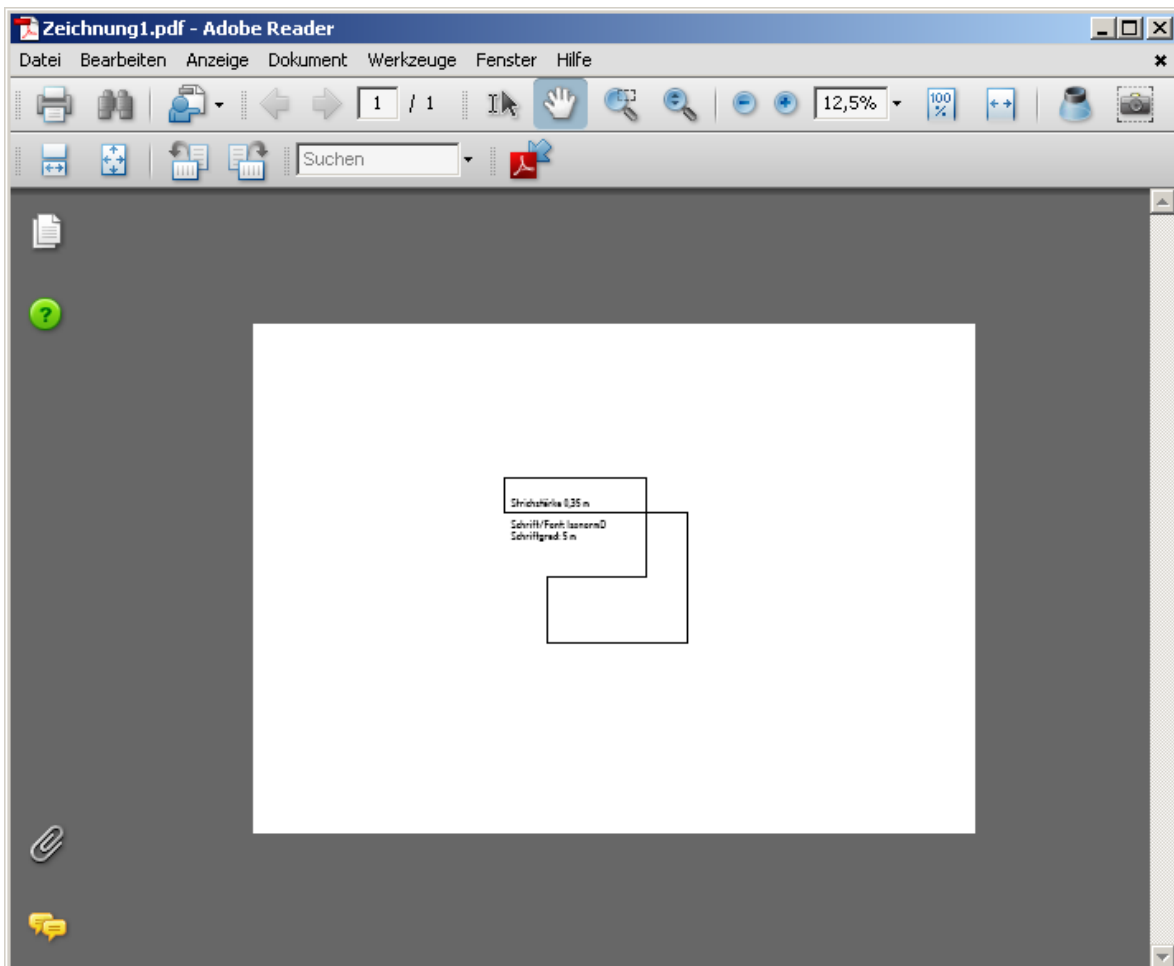 Zeichnung1.pdf - Adobe Reader
Datei Bearbeiten Anzeige Dokument Werkzeuge Fenster Hilfe
1 / 1 12,5% 100 %
Suchen
Strichstärke 0,35 m
Schrift/Font: IsonormD
Schriftgrad: 5 m